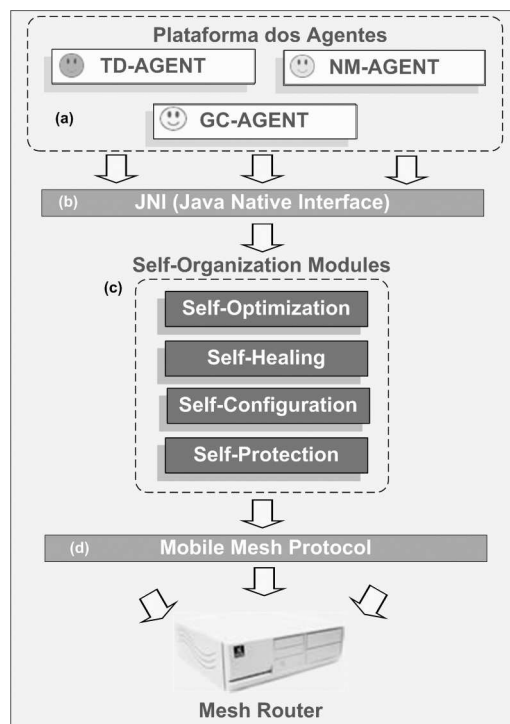 Plataforma dos Agentes
TD-AGENT
NM-AGENT
(a)
GC-AGENT
(b)
JNI (Java Native Interface)
Self-Organization Modules
(c)
Self-Optimization
Self-Healing
Self-Configuration
Self-Protection
(d)
Mobile Mesh Protocol
Mesh Router